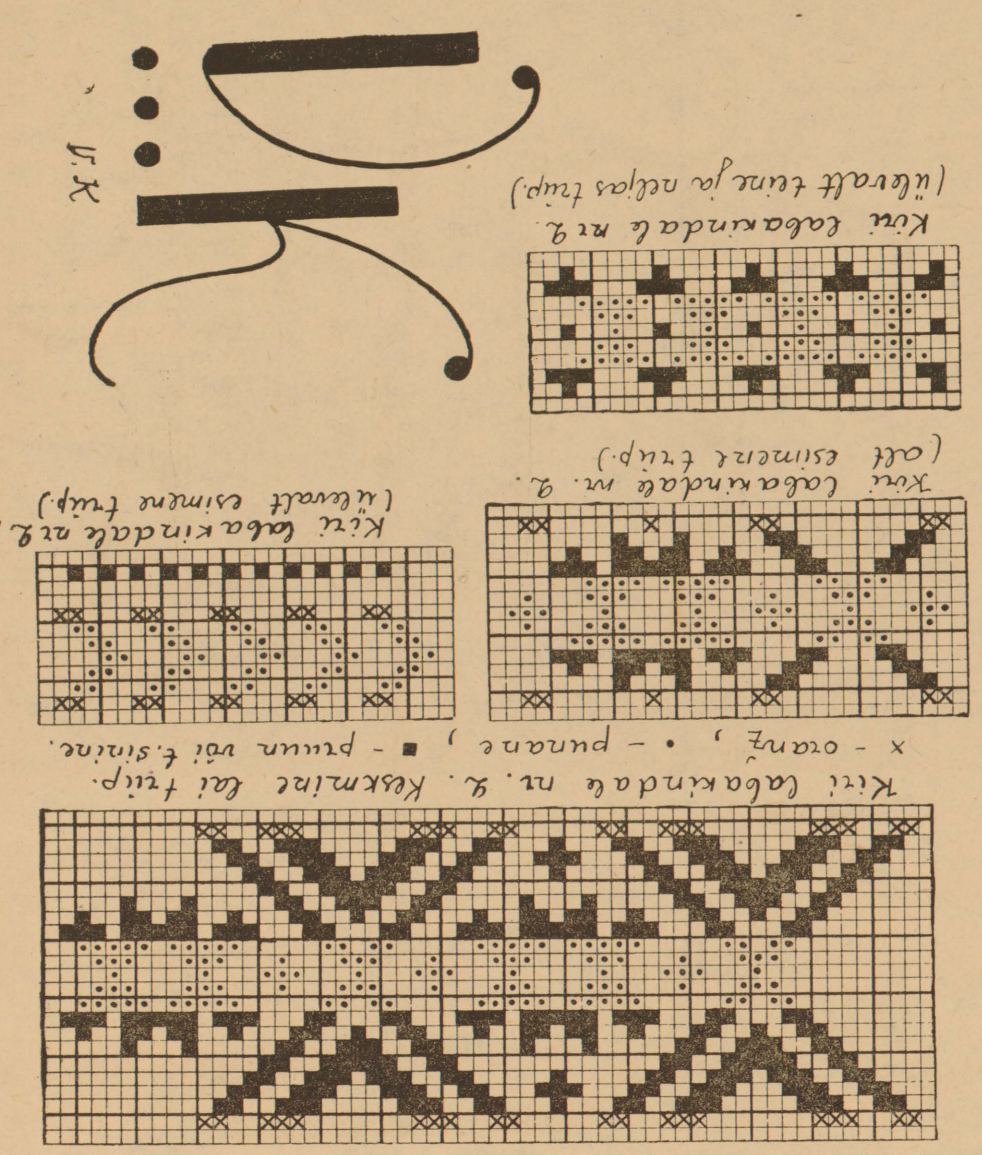 Kiri labakindale nr. 2. Keskmine lai triip.
x - oranž, • - punane, ■ - pruun või t.sinine.
Kiri labakindale nr. 2.
(alt esimene triip.)
Kiri labakindale nr 2.
(ülevalt esimene triip.)
Kiri labakindale nr 2.
(ülevalt teine ja neljas triip.)
V.K